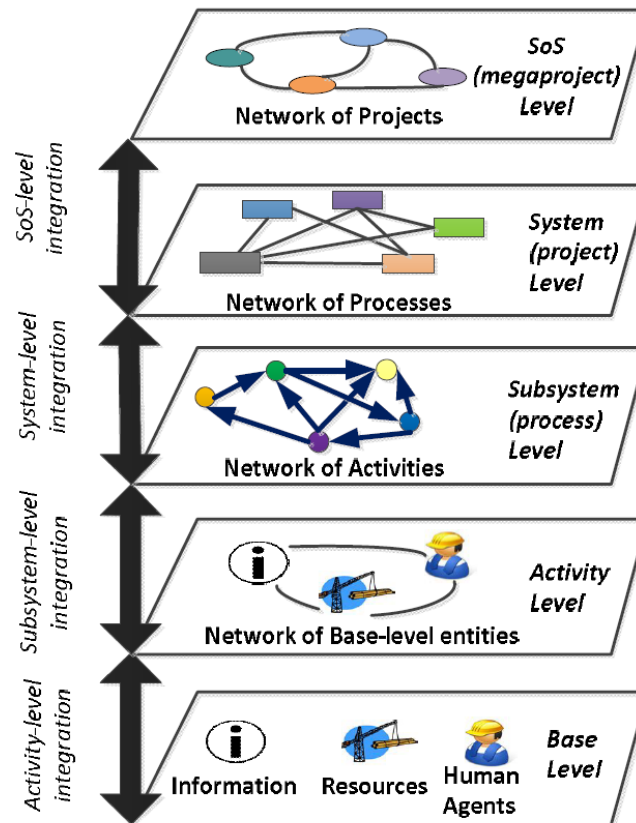 SoS
(megaproject)
Level
Network of Projects
SoS-level
integration
System
(project)
Level
Network of Processes
System-level
integration
Subsystem
(process)
Level
Network of Activities
Subsystem-level
integration
i
Activity
Level
Network of Base-level entities
Activity-level
integration
i
Base
Level
Information
Resources
Human
Agents